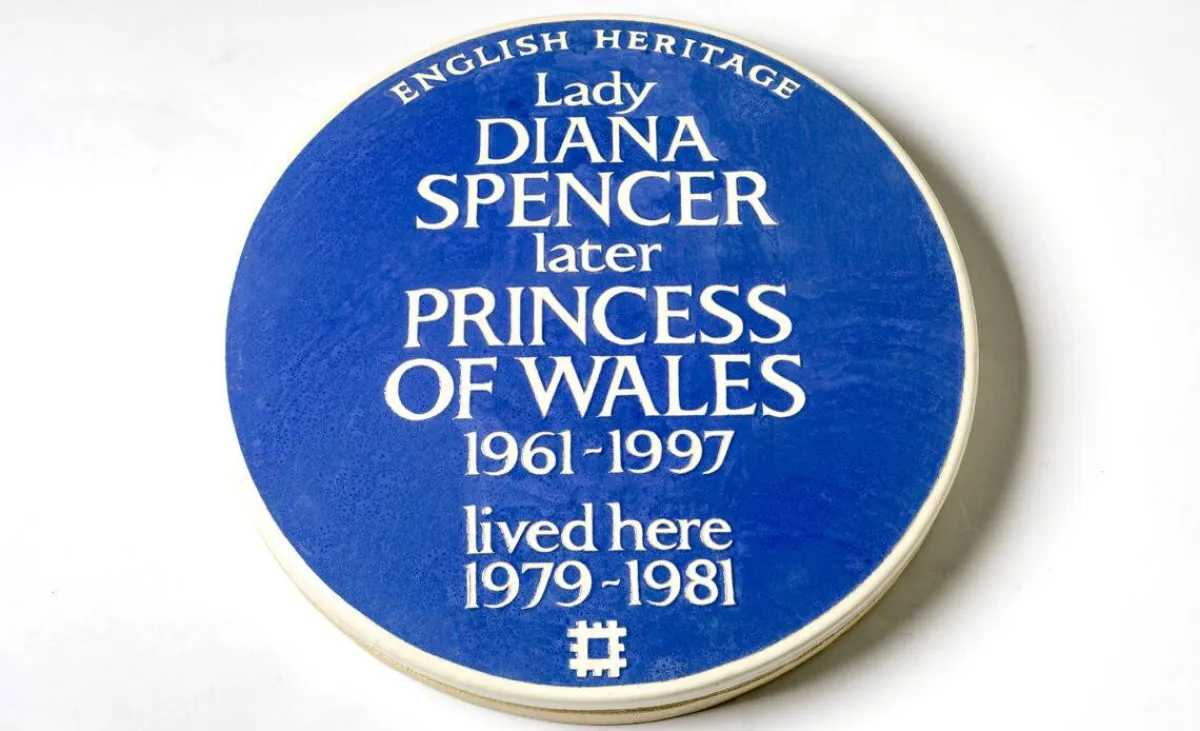 ENGLISH HERITAGE
Lady
DIANA
SPENCER
later
PRINCESS
OF WALES
1961-1997
lived here
1979-1981